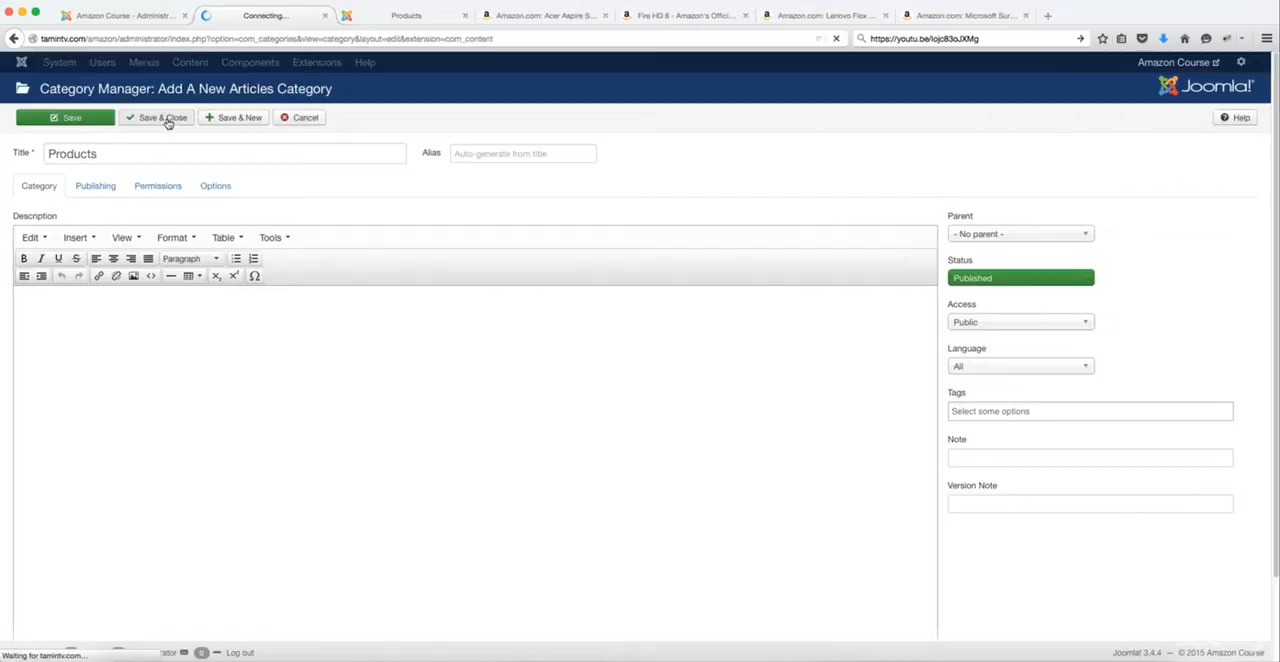 Amazon Course - Administr...
Connecting...
Products
Amazon.com: Acer Aspire S...
Fire HD 8 - Amazon's Offici...
Amazon.com: Lenovo Flex ...
Amazon.com: Microsoft Sur...
tamintv.com/amazon/administrator/index.php?option=com_categories&view=category&layout=edit&extension=com_content
https://youtu.be/iojc83oJXMg
System Users Menus Content Components Extensions Help
Amazon Course
Category Manager: Add A New Articles Category
Joomla!
Save Save & Close Save & New Cancel
Help
Title * Products
Alias Auto-generate from title
Category Publishing Permissions Options
Description
Edit Insert View Format Table Tools
B I U S Paragraph
Parent
- No parent -
Status
Published
Access
Public
Language
All
Tags
Select some options
Note
Version Note
Waiting for tamintv.com...
rator 0 Log out
Joomla! 3.4.4 — © 2015 Amazon Course